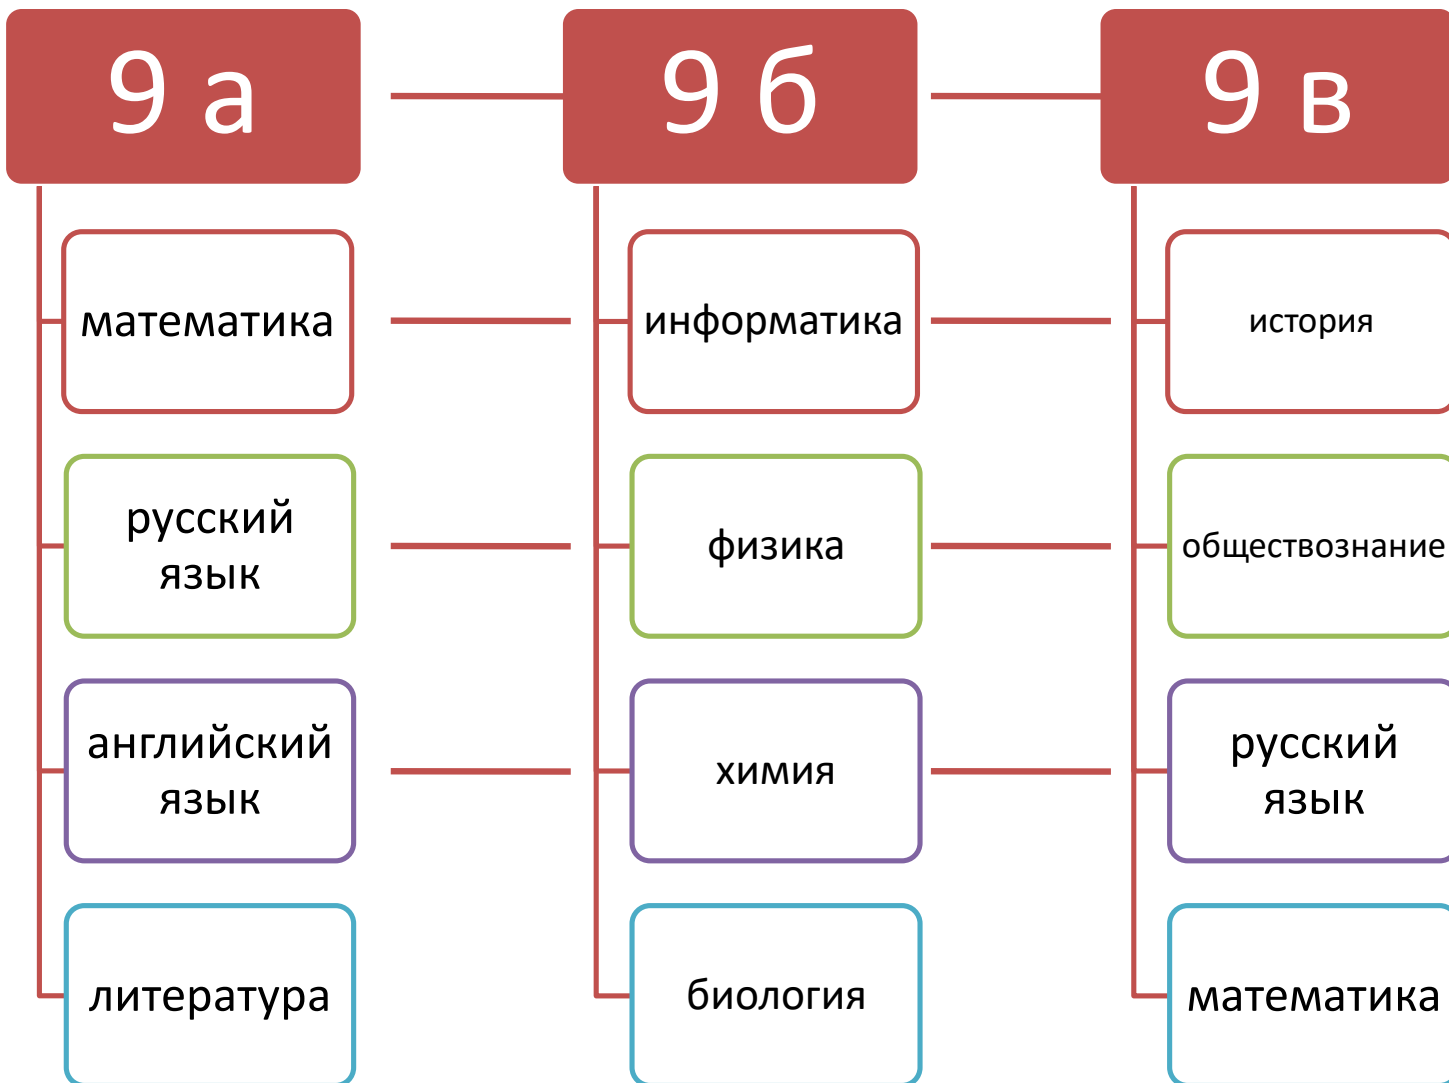 9 а
9 б
9 в
математика
информатика
история
русский
язык
физика
обществознание
английский
язык
химия
русский
язык
литература
биология
математика